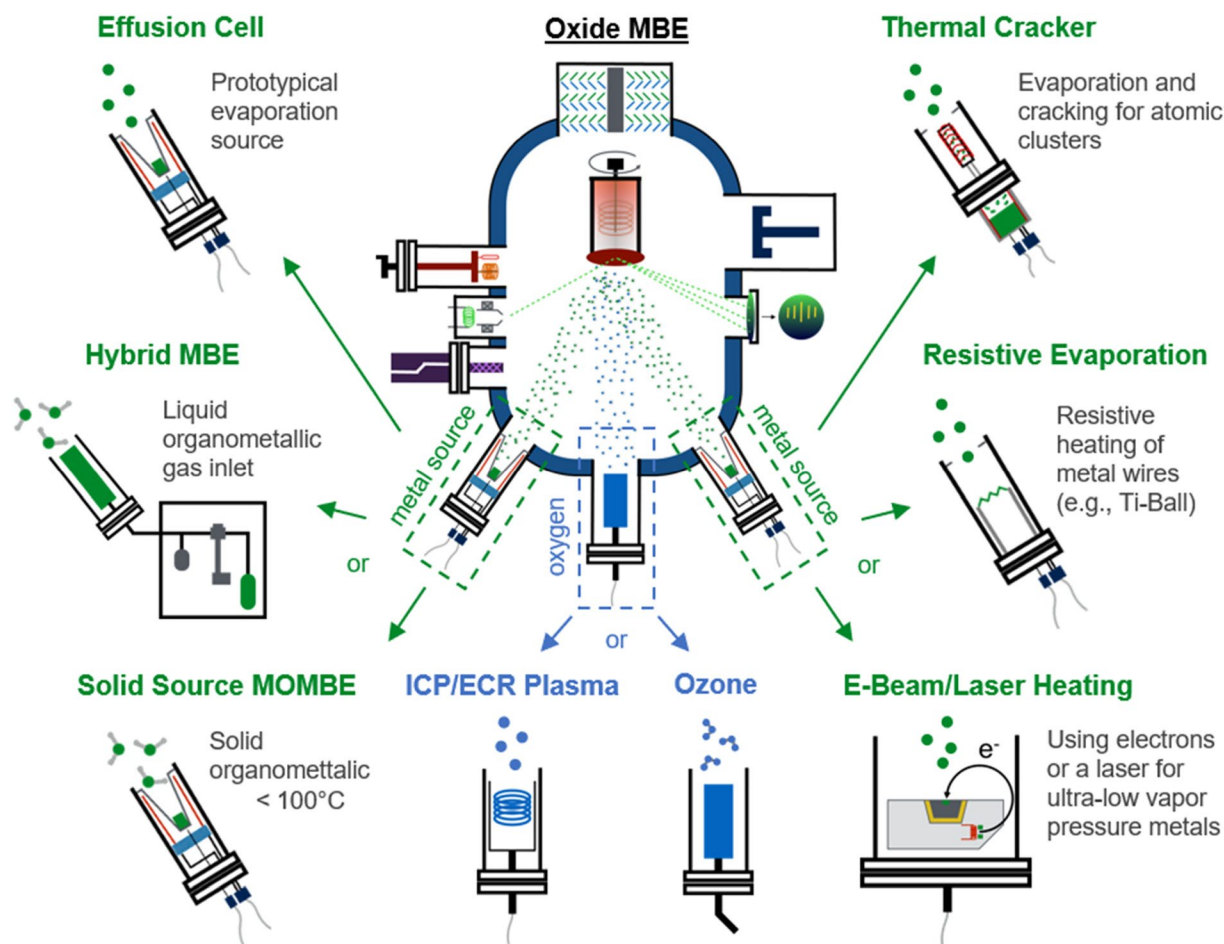 Effusion Cell
Prototypical
evaporation
source
Oxide MBE
Thermal Cracker
Evaporation and
cracking for atomic
clusters
Hybrid MBE
Liquid
organometallic
gas inlet
metal source
or
oxygen
metal source
or
Resistive Evaporation
Resistive
heating of
metal wires
(e.g., Ti-Ball)
or
Solid Source MOMBE
Solid
organomettalic
< 100°C
ICP/ECR Plasma
Ozone
E-Beam/Laser Heating
e-
Using electrons
or a laser for
ultra-low vapor
pressure metals